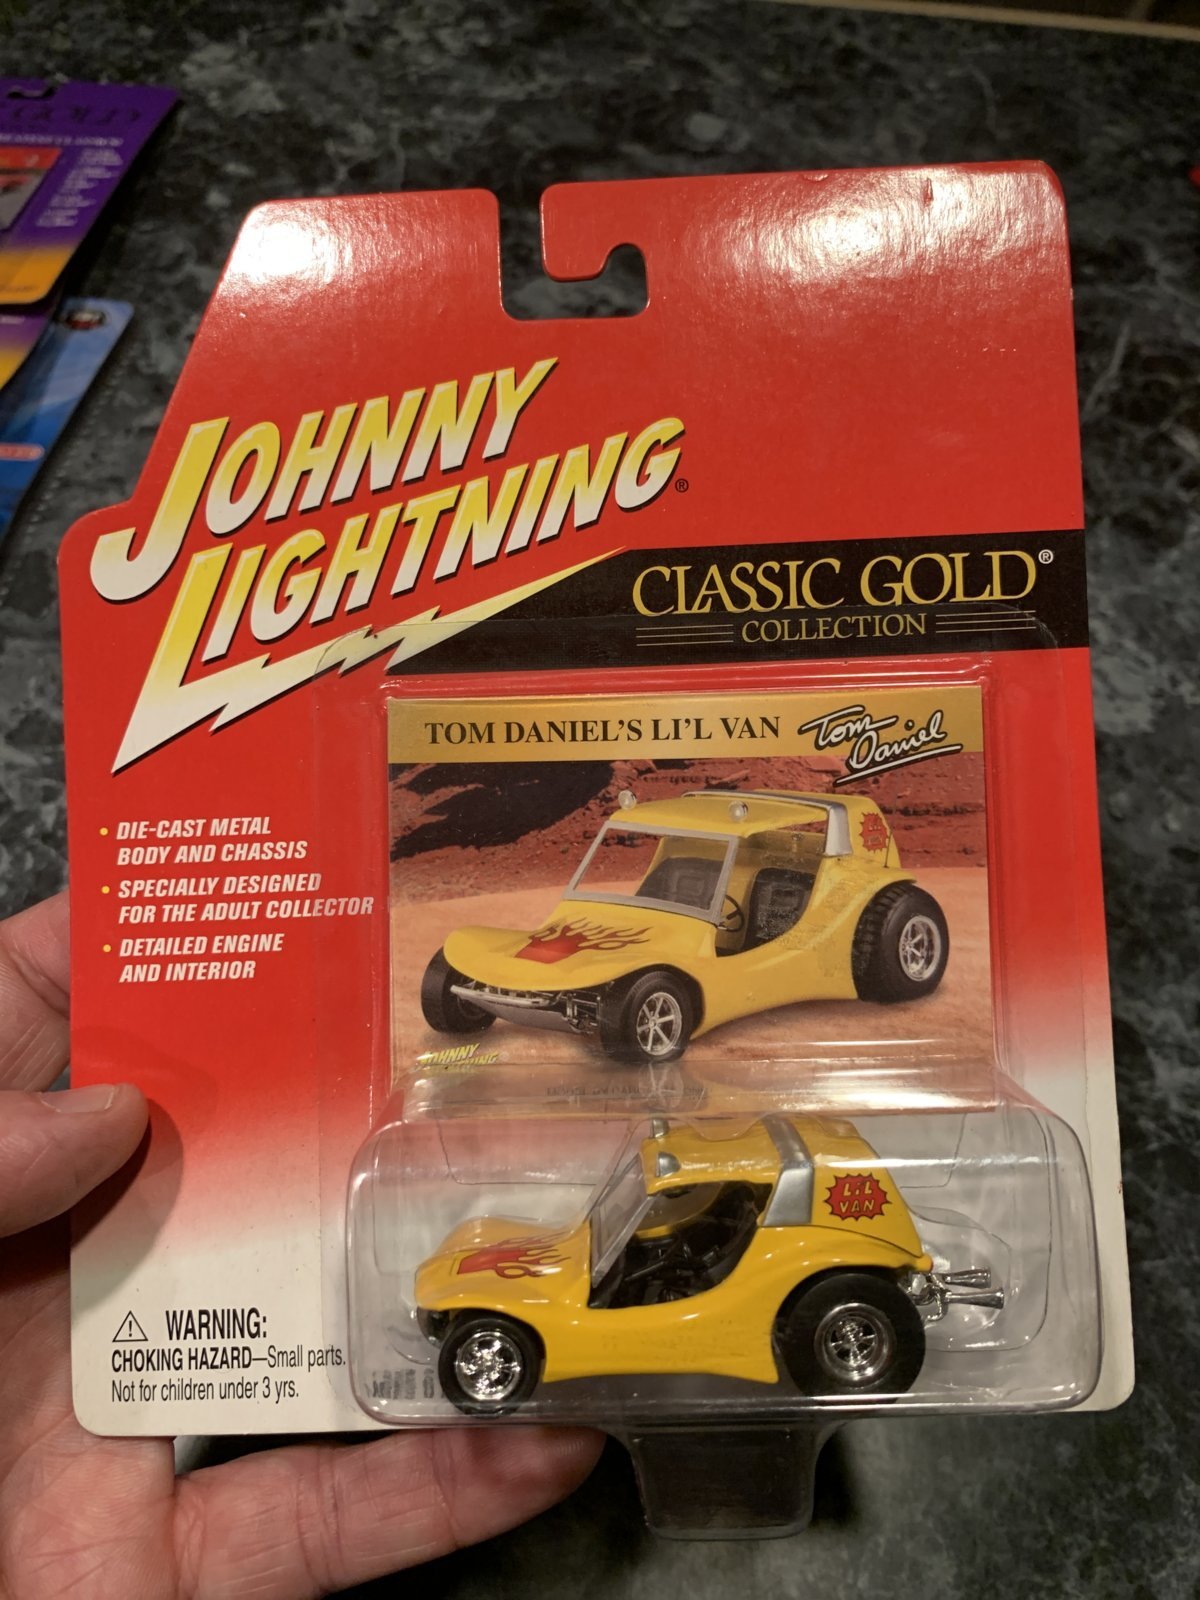 JOHNNY
LIGHTNING®
CLASSIC GOLD®
COLLECTION
TOM DANIEL'S LI'L VAN
Tom
Daniel
• DIE-CAST METAL
BODY AND CHASSIS
• SPECIALLY DESIGNED
FOR THE ADULT COLLECTOR
• DETAILED ENGINE
AND INTERIOR
JOHNNY
LIGHTNING
LI'L
VAN
WARNING:
CHOKING HAZARD—Small parts.
Not for children under 3 yrs.